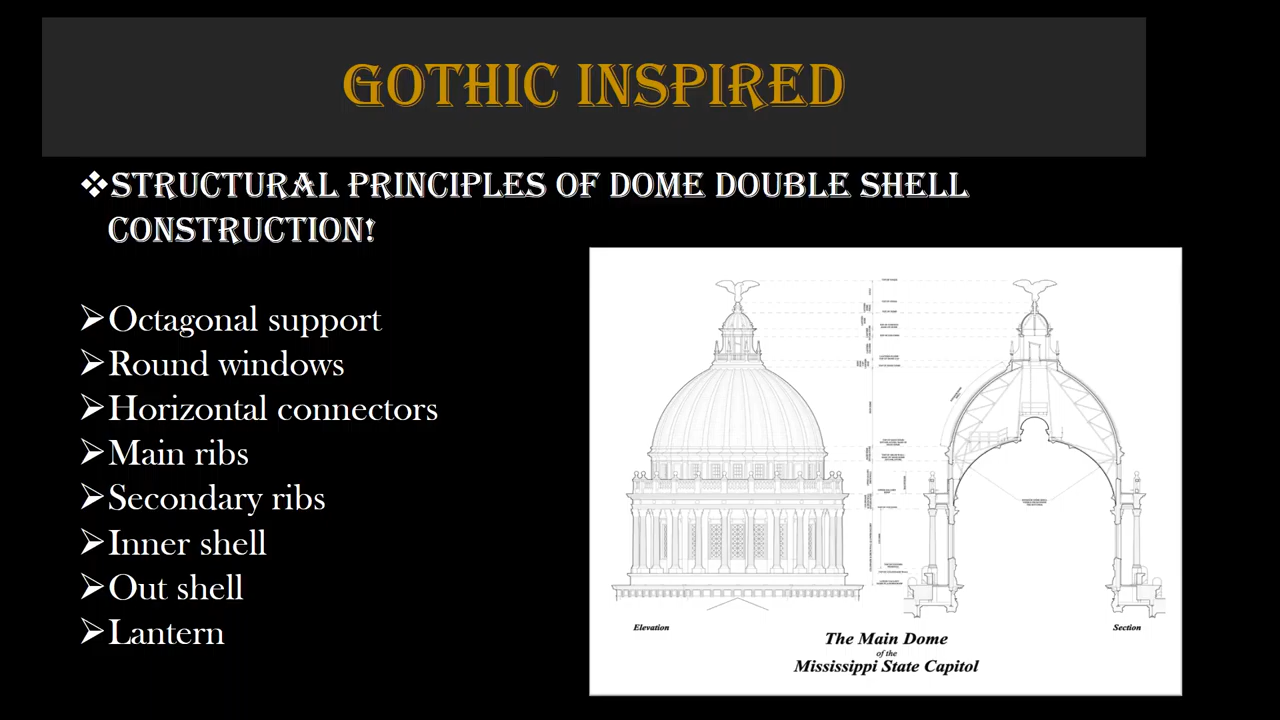 GOTHIC INSPIRED
❖STRUCTURAL PRINCIPLES OF DOME DOUBLE SHELL
CONSTRUCTION!
➢Octagonal support
➢Round windows
➢Horizontal connectors
➢Main ribs
➢Secondary ribs
➢Inner shell
➢Out shell
➢Lantern
Elevation
Section
The Main Dome
of the
Mississippi State Capitol